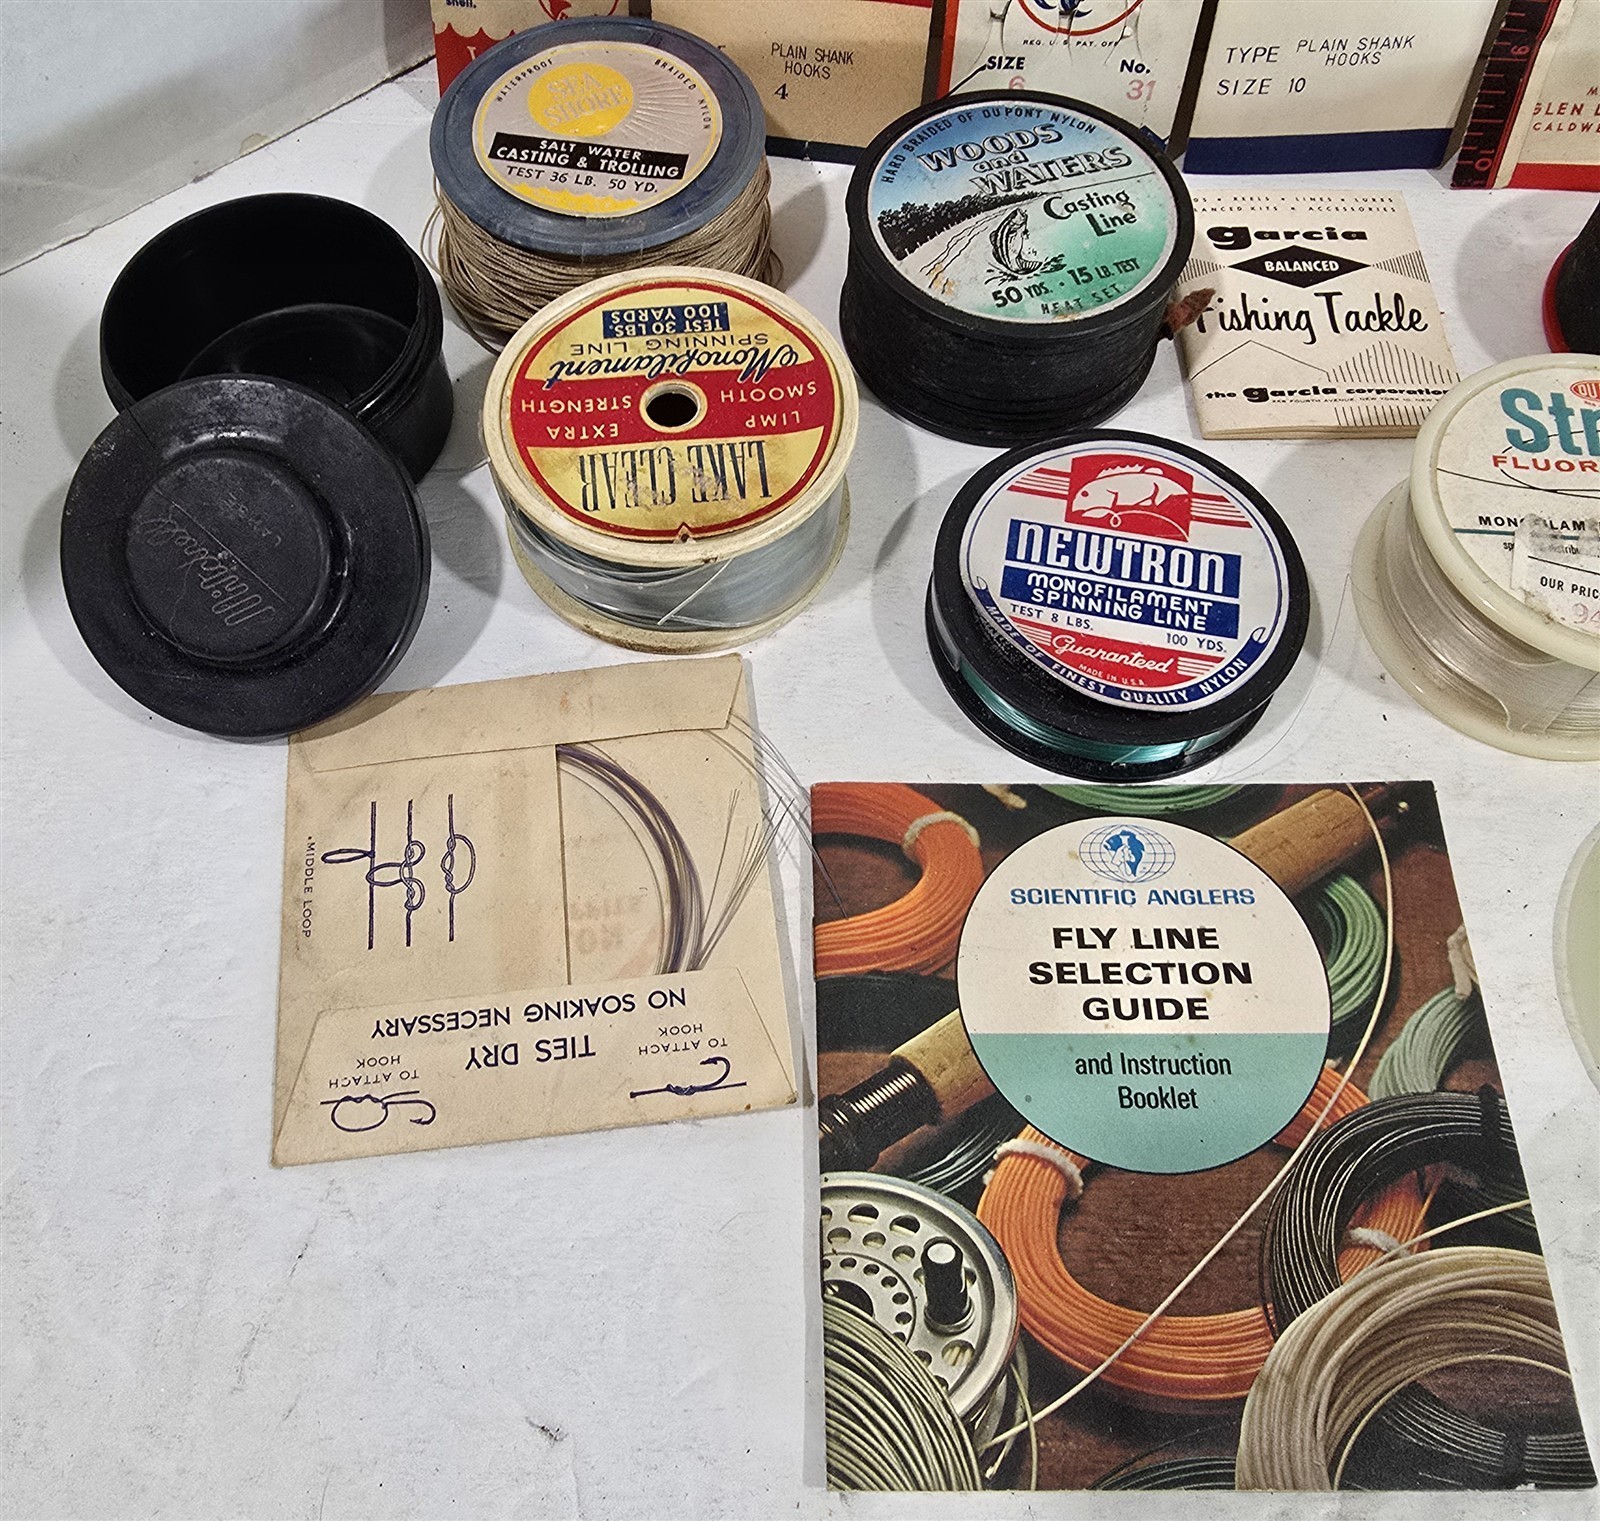 shell.
PLAIN SHANK
HOOKS
4
REG. U.S. PAT. OFF.
SIZE
No.
6
31
TYPE PLAIN SHANK
HOOKS
SIZE 10
WATERPROOF
BRAIDED NYLON
SEA
SHORE
SALT WATER
CASTING & TROLLING
TEST 36 LB. 50 YD.
HARD BRAIDED OF DU PONT NYLON
WOODS
and
WATERS
Casting
Line
50 YDS. · 15 LB. TEST
HEAT SET
garcia
BALANCED
Fishing Tackle
the garcia corporation
LAKE CLEAR
LIMP
EXTRA
SMOOTH
STRENGTH
Monofilament
SPINNING LINE
TEST 30 LBS.
100 YARDS
NEWTRON
MONOFILAMENT
SPINNING LINE
TEST 8 LBS.
100 YDS.
Guaranteed
MADE IN U.S.A.
MADE OF FINEST QUALITY NYLON
FLUOR
OUR PRIC
94
MIDDLE LOOP
TIES DRY
NO SOAKING NECESSARY
TO ATTACH
HOOK
TO ATTACH
HOOK
SCIENTIFIC ANGLERS
FLY LINE
SELECTION
GUIDE
and Instruction
Booklet